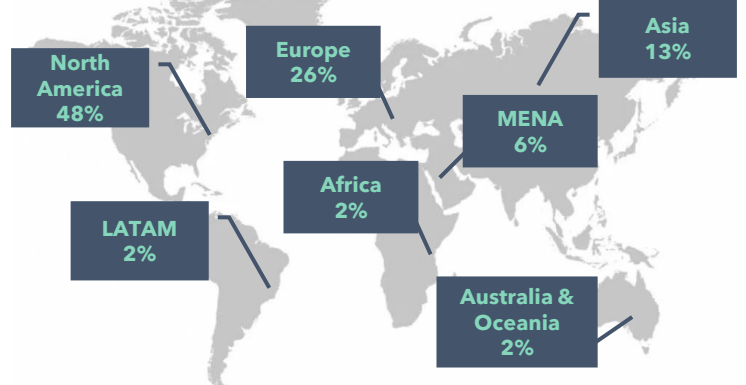 Asia
13%
Europe
26%
North
America
48%
MENA
6%
Africa
2%
LATAM
2%
Australia &
Oceania
2%